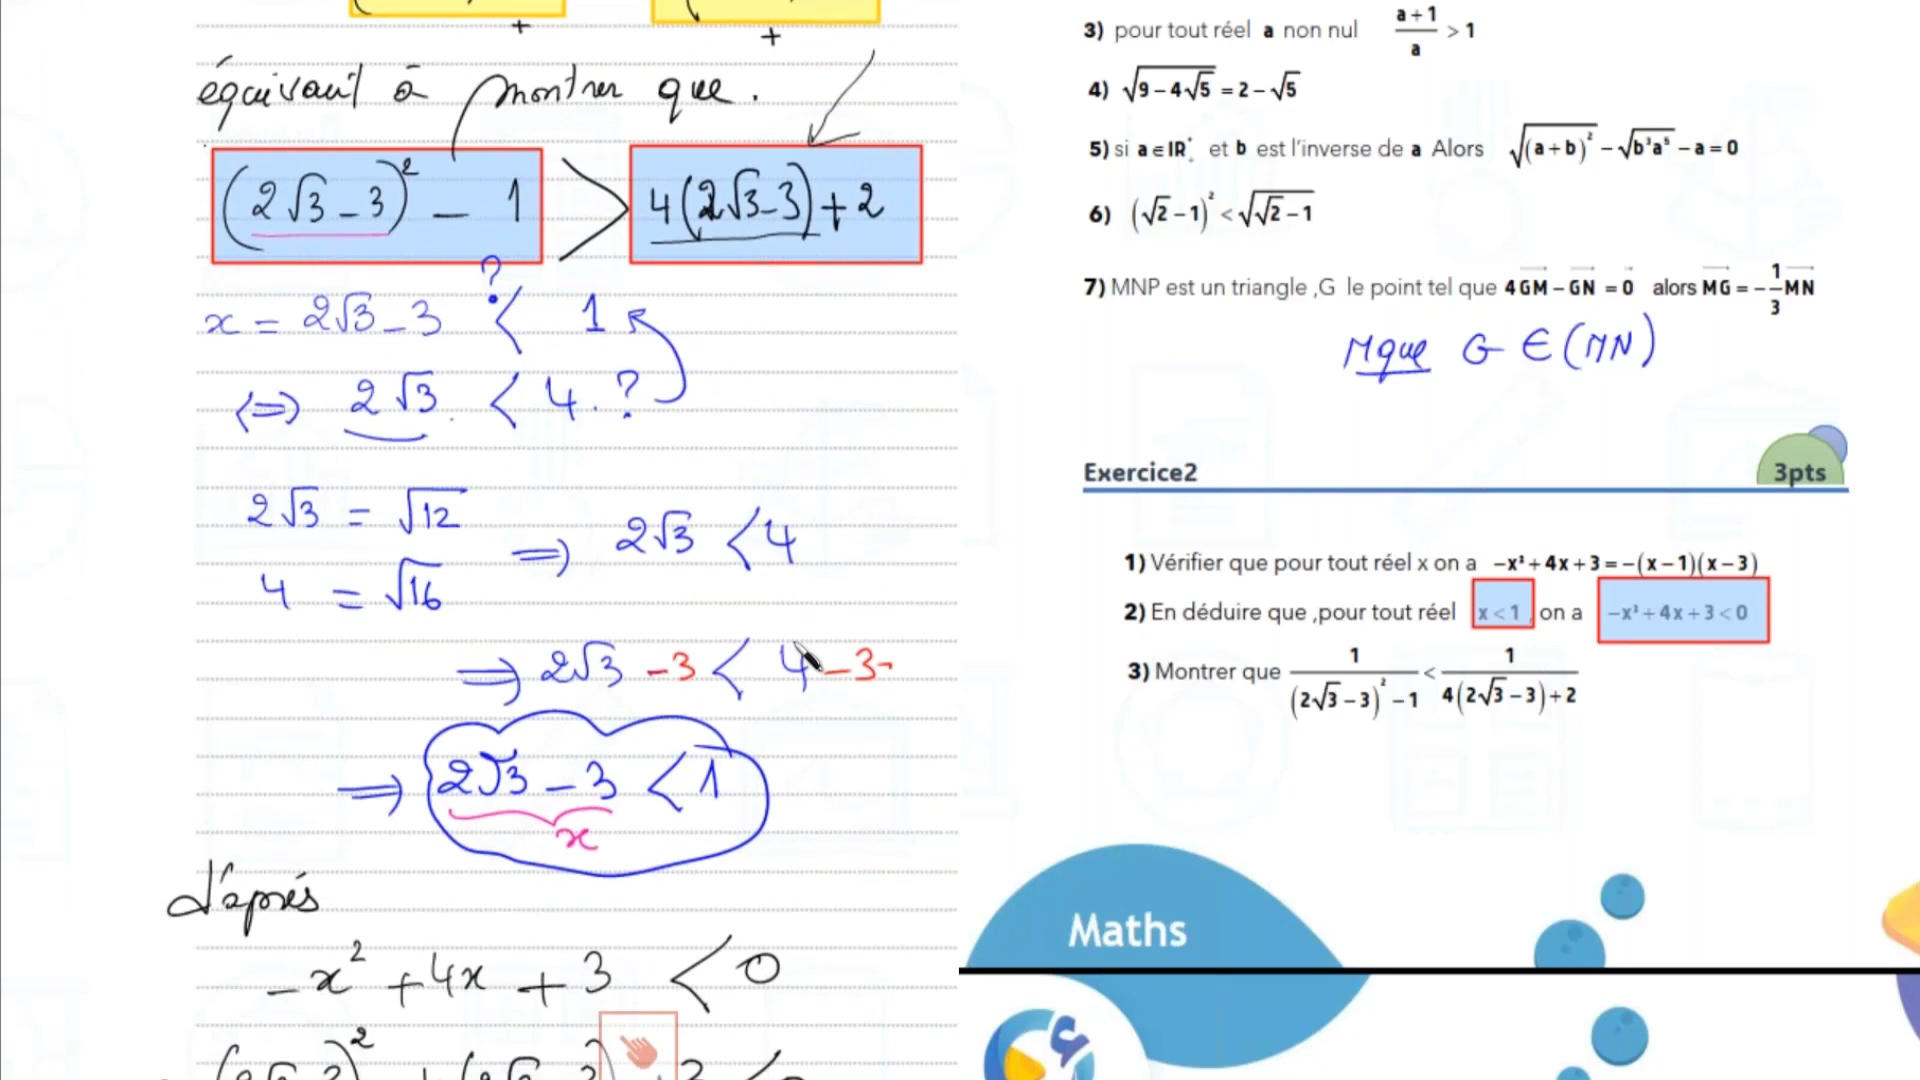 équivaut à montrer que.
(2√3 - 3)² - 1 > 4(2√3-3)+2
x = 2√3 - 3 ?< 1
⟺ 2√3 < 4. ?
2√3 = √12
4 = √16
⟹ 2√3 < 4
⟹ 2√3 - 3 < 4 - 3
⟹ 2√3 - 3 < 1
x
d'aprés
-x² + 4x + 3 < 0
3) pour tout réel a non nul (a+1)/a > 1
4) √(9-4√5) = 2-√5
5) si a∈IR*₊ et b est l'inverse de a Alors √((a+b)²) - √(b³a⁵) - a = 0
6) (√2-1)² < √(√2-1)
7) MNP est un triangle ,G le point tel que 4GM - GN = 0 alors MG = -1/3 MN
Mque G ∈ (MN)
Exercice2
3pts
1) Vérifier que pour tout réel x on a -x²+4x+3=-(x-1)(x-3)
2) En déduire que ,pour tout réel x<1 , on a -x²+4x+3<0
3) Montrer que 1/((2√3-3)²-1) < 1/(4(2√3-3)+2)
Maths